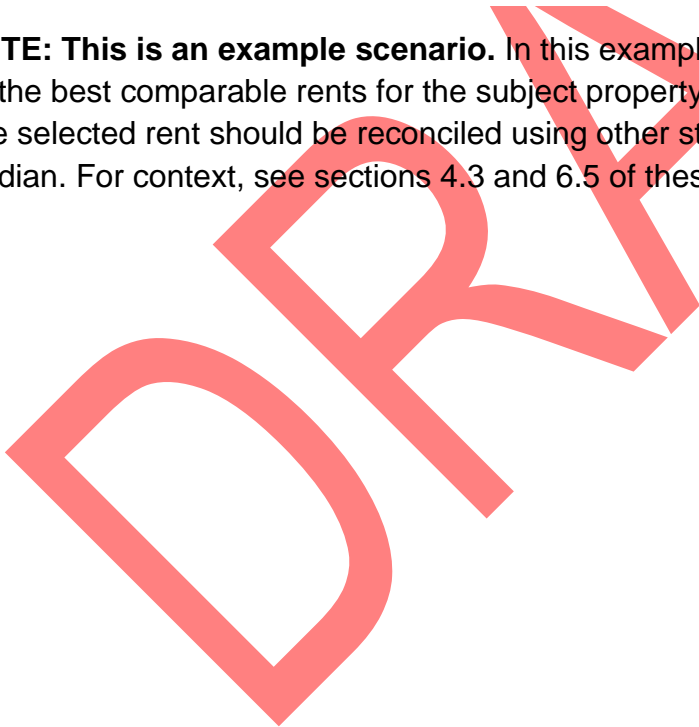 TE: This is an example scenario. In this exampl
the best comparable rents for the subject property
e selected rent should be reconciled using other st
dian. For context, see sections 4.3 and 6.5 of thes
DRA